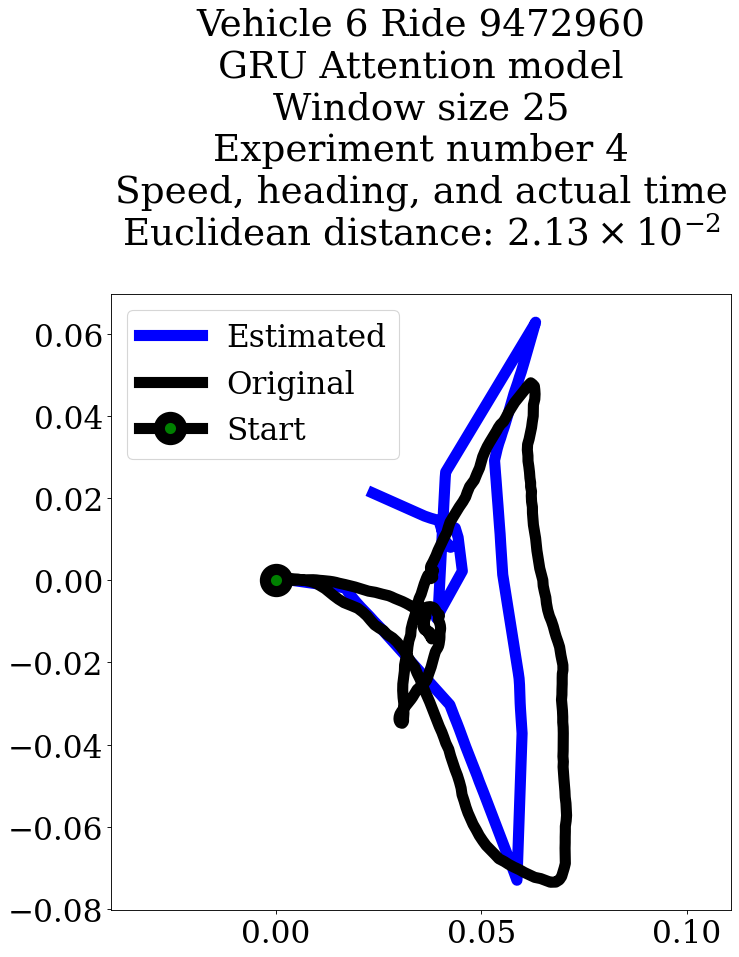 Vehicle 6 Ride 9472960
GRU Attention model
Window size 25
Experiment number 4
Speed, heading, and actual time
Euclidean distance: 2.13 × 10⁻²
Estimated
Original
Start
0.06
0.04
0.02
0.00
−0.02
−0.04
−0.06
−0.08
0.00 0.05 0.10